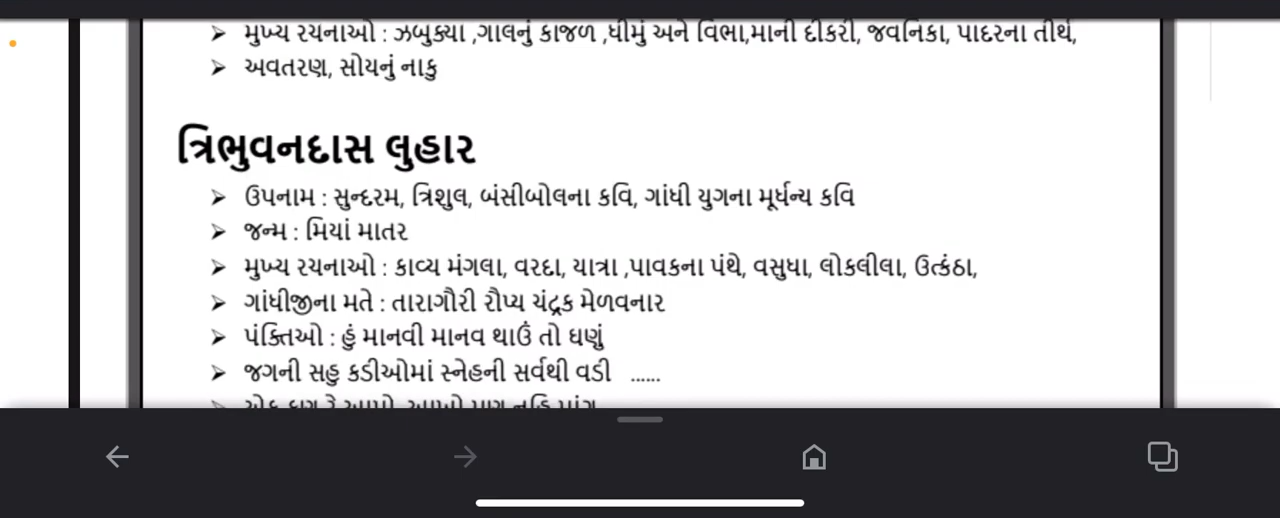 ➢ મુખ્ય રચનાઓ : ઝબુક્યા ,ગાલનું કાજળ ,ધીમું અને વિભા,માની દીકરી, જવનિકા, પાદરના તીર્થ,
➢ અવતરણ, સોયનું નાકુ
ત્રિભુવનદાસ લુહાર
➢ ઉપનામ : સુન્દરમ, ત્રિશુલ, બંસીબોલના કવિ, ગાંધી યુગના મૂર્ધન્ય કવિ
➢ જન્મ : મિયાં માતર
➢ મુખ્ય રચનાઓ : કાવ્ય મંગલા, વરદા, યાત્રા ,પાવકના પંથે, વસુધા, લોકલીલા, ઉત્કંઠા,
➢ ગાંધીજીના મતે : તારાગૌરી રૌપ્ય ચંદ્રક મેળવનાર
➢ પંક્તિઓ : હું માનવી માનવ થાઉં તો ઘણું
➢ જગની સહુ કડીઓમાં સ્નેહની સર્વથી વડી ......